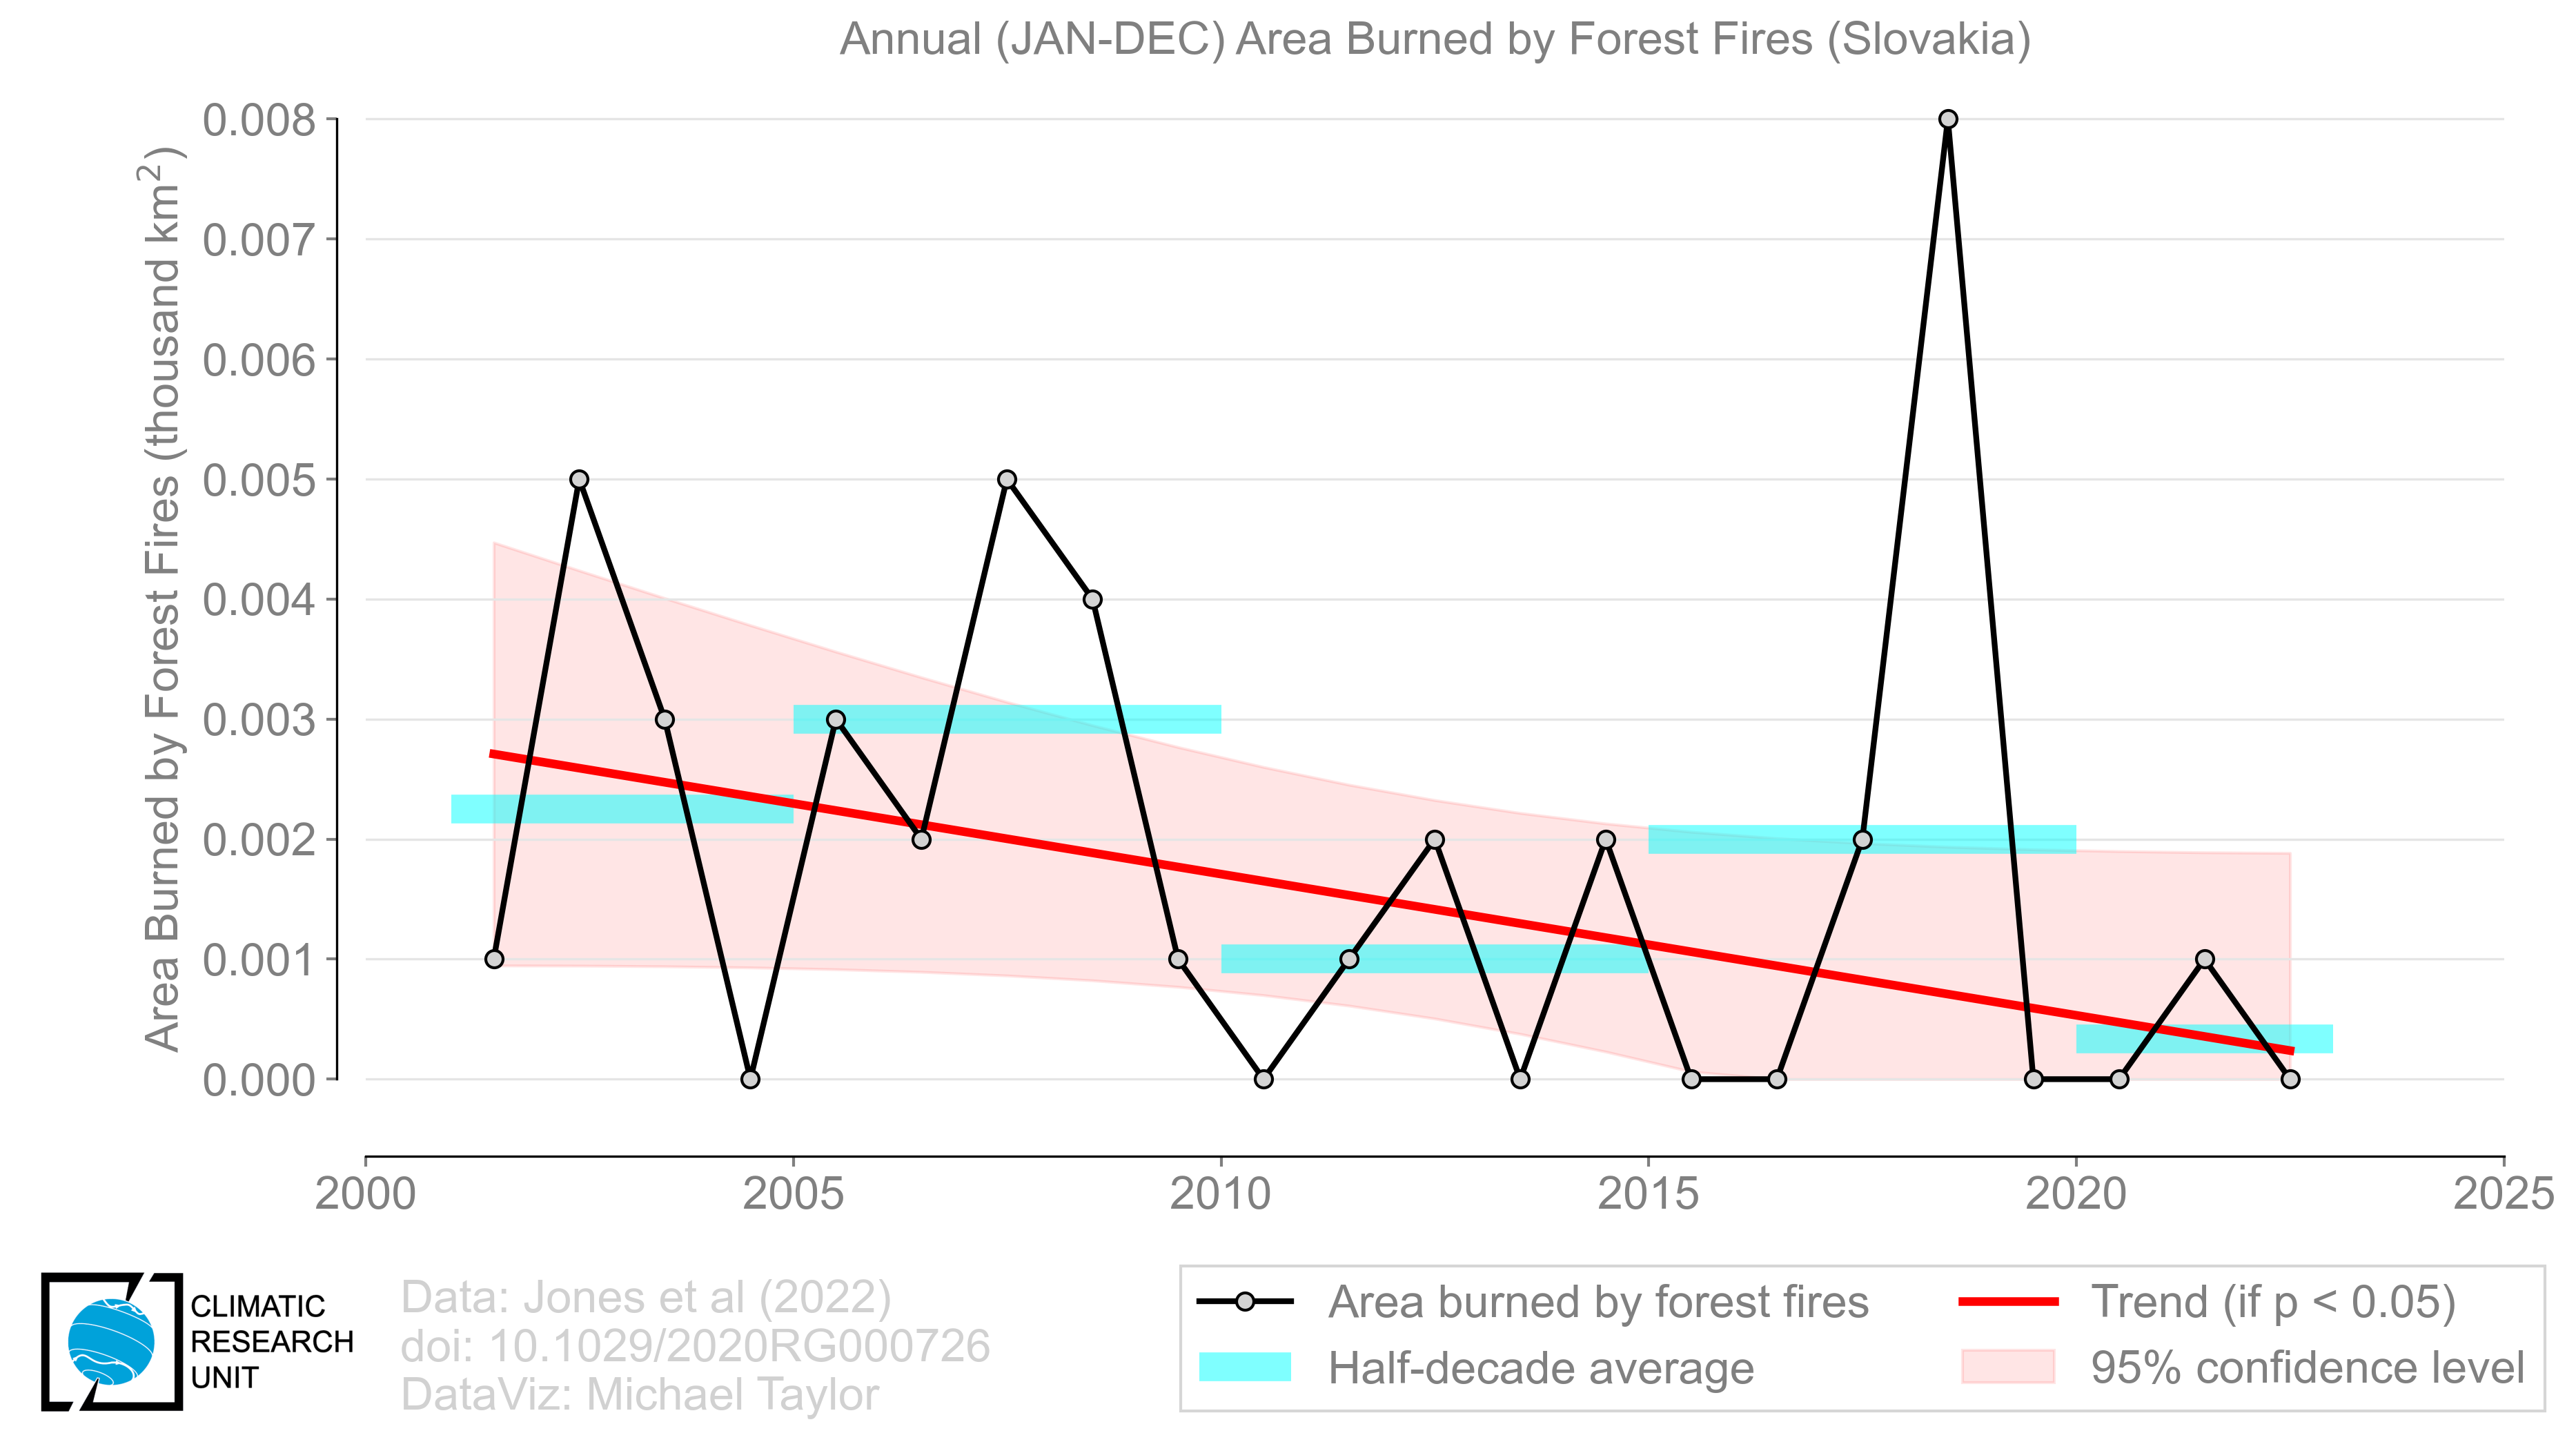 Annual (JAN-DEC) Area Burned by Forest Fires (Slovakia)
Area Burned by Forest Fires (thousand km²)
0.008
0.007
0.006
0.005
0.004
0.003
0.002
0.001
0.000
2000 2005 2010 2015 2020 2025
CLIMATIC
RESEARCH
UNIT
Data: Jones et al (2022)
doi: 10.1029/2020RG000726
DataViz: Michael Taylor
Area burned by forest fires
Half-decade average
Trend (if p < 0.05)
95% confidence level